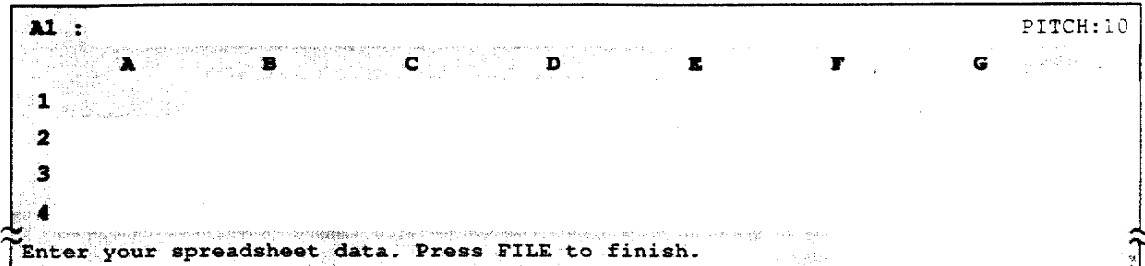 A1 : PITCH:10
A B C D E F G
1
2
3
4
Enter your spreadsheet data. Press FILE to finish.